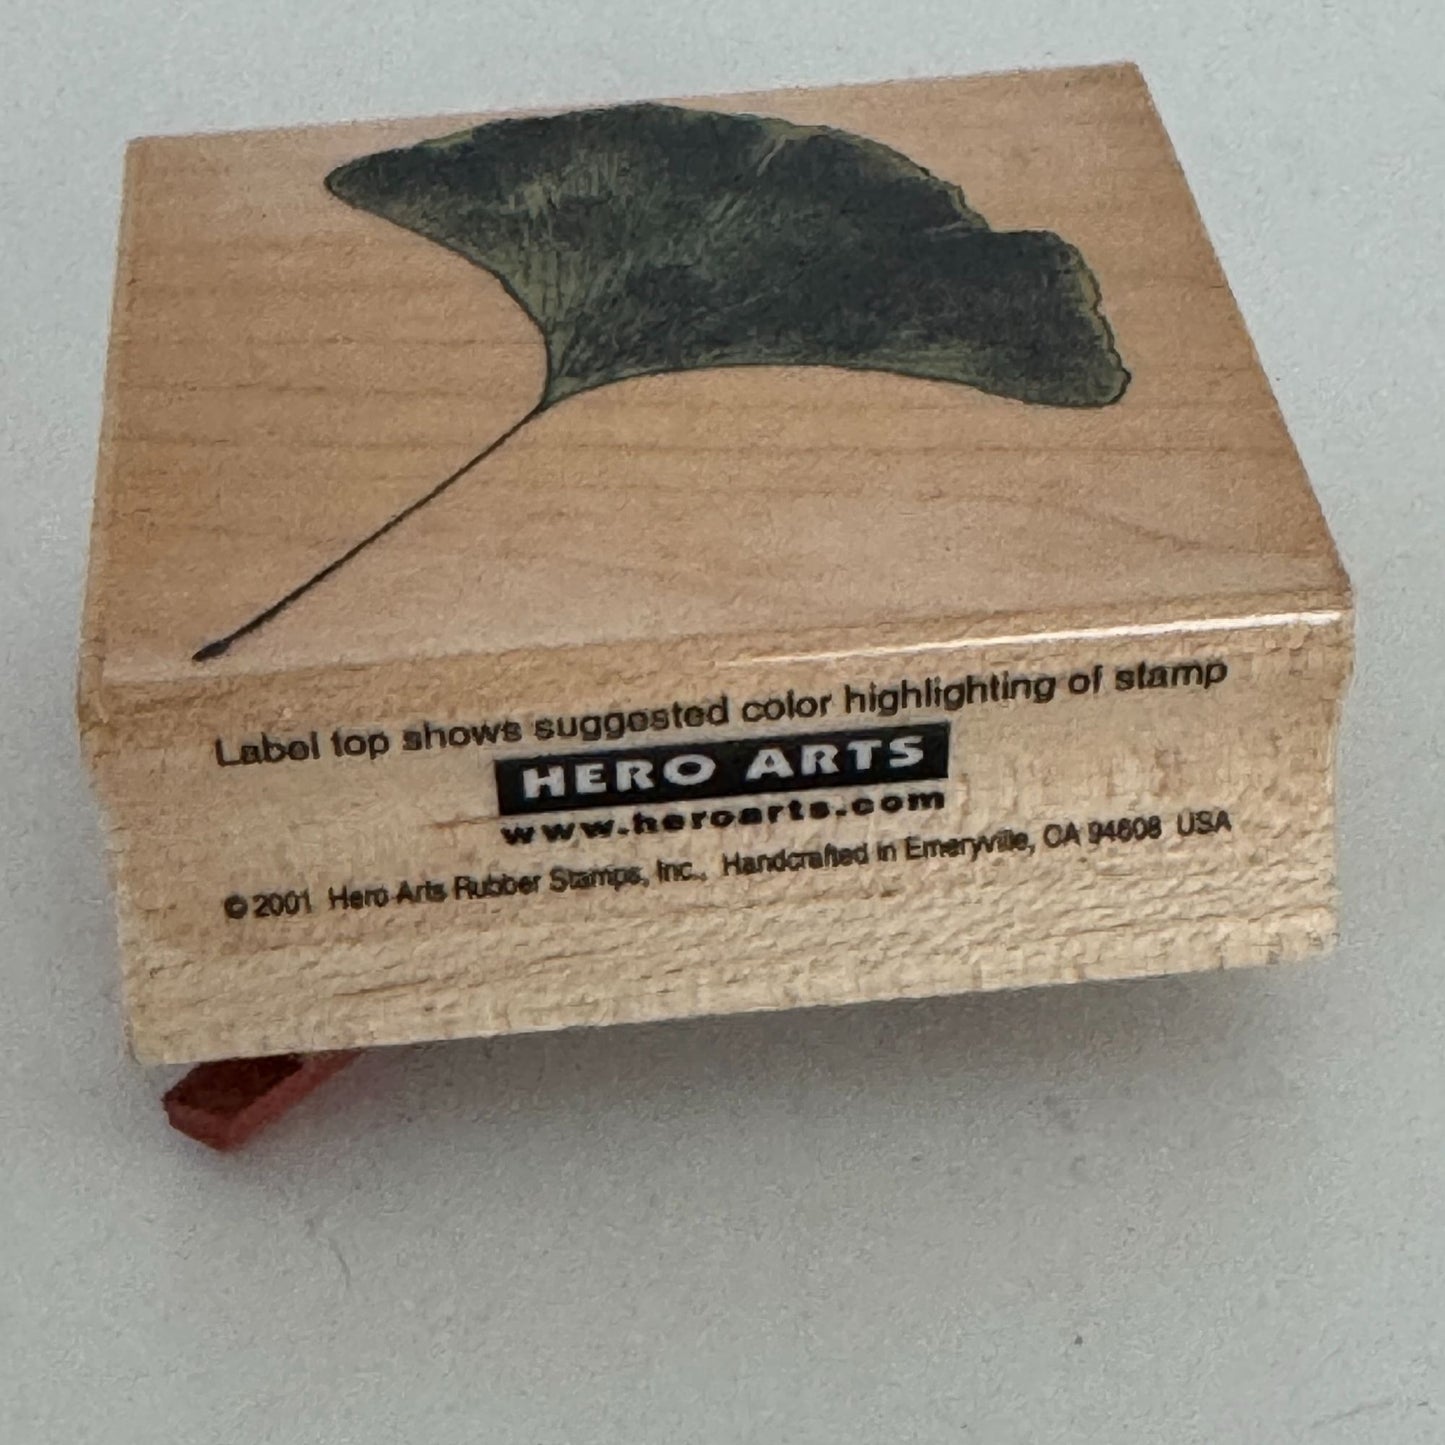 Label top shows suggested color highlighting of stamp
HERO ARTS
www.heroarts.com
© 2001 Hero Arts Rubber Stamps, Inc., Handcrafted in Emeryville, CA 94608 USA